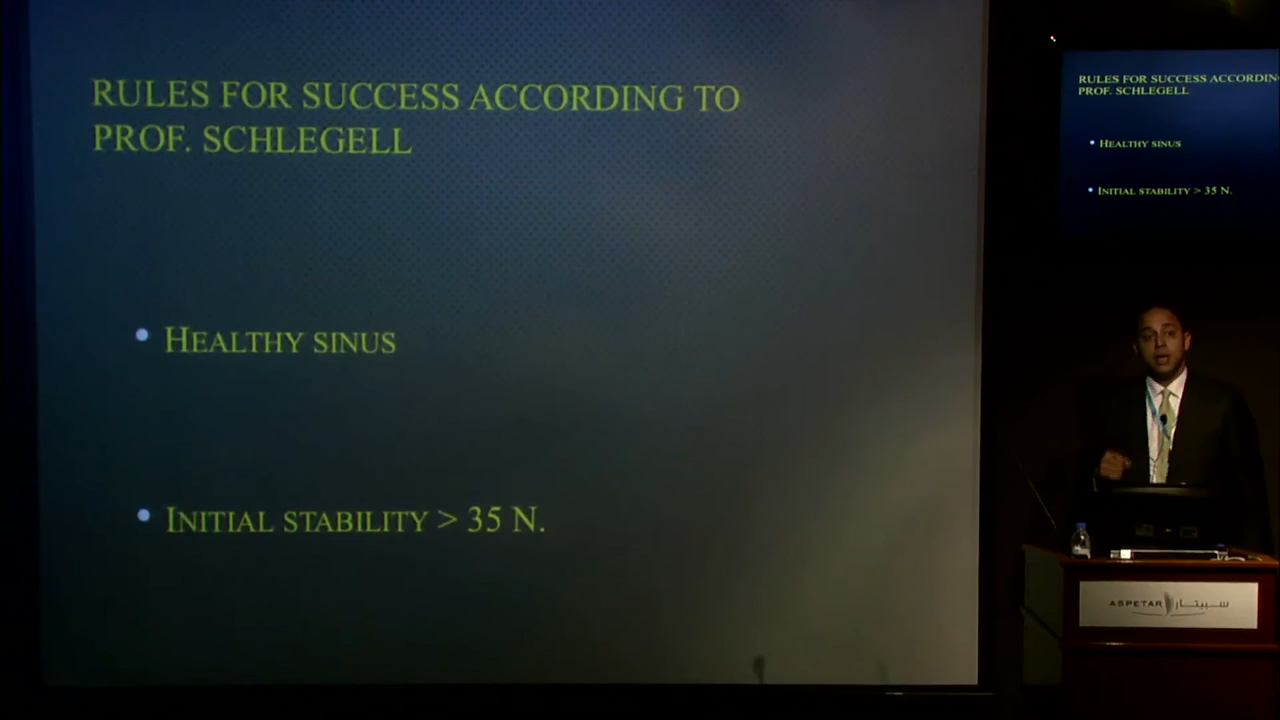 RULES FOR SUCCESS ACCORDING TO
PROF. SCHLEGELL
• HEALTHY SINUS
• INITIAL STABILITY > 35 N.
RULES FOR SUCCESS ACCORDIN
PROF. SCHLEGELL
• HEALTHY SINUS
• INITIAL STABILITY > 35 N.
ASPETAR سبيتار